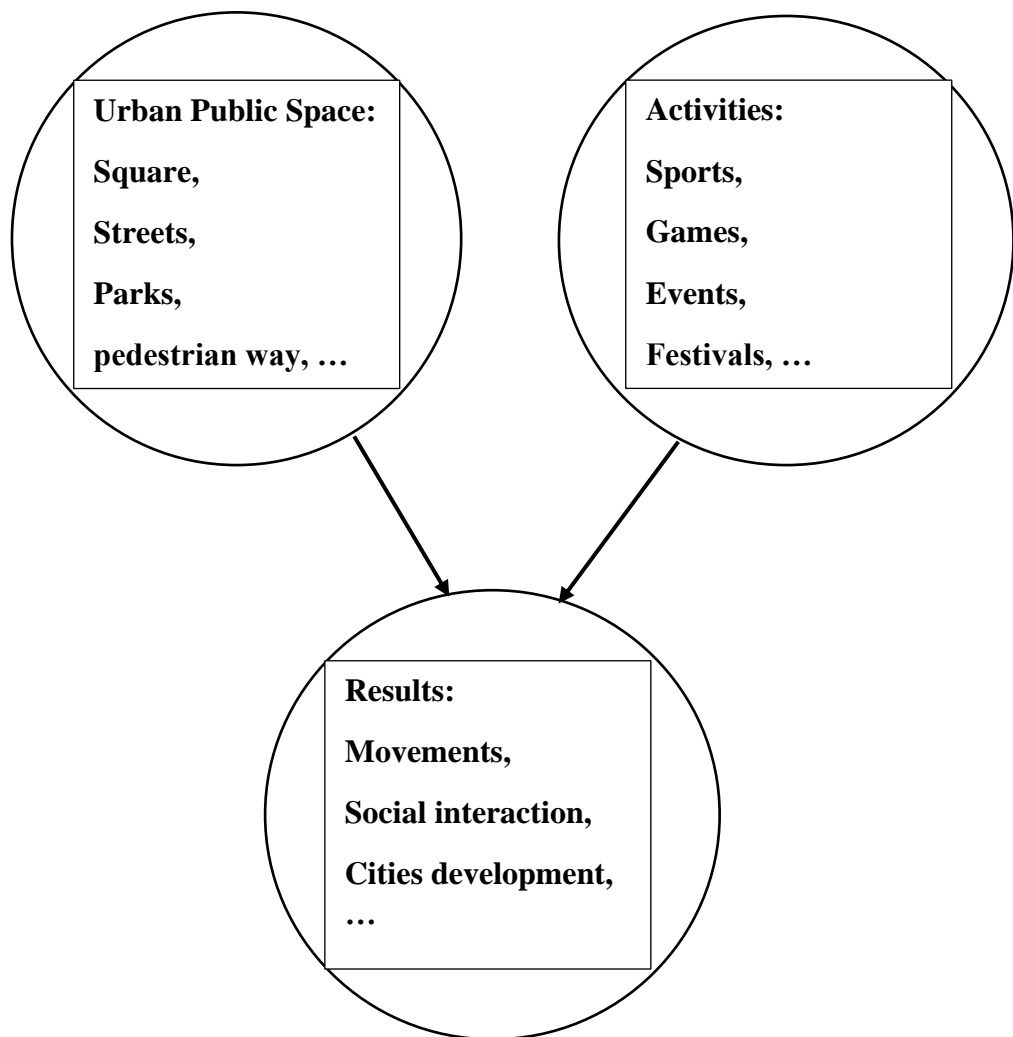 Urban Public Space:
Square,
Streets,
Parks,
pedestrian way, …
Activities:
Sports,
Games,
Events,
Festivals, …
Results:
Movements,
Social interaction,
Cities development,
…